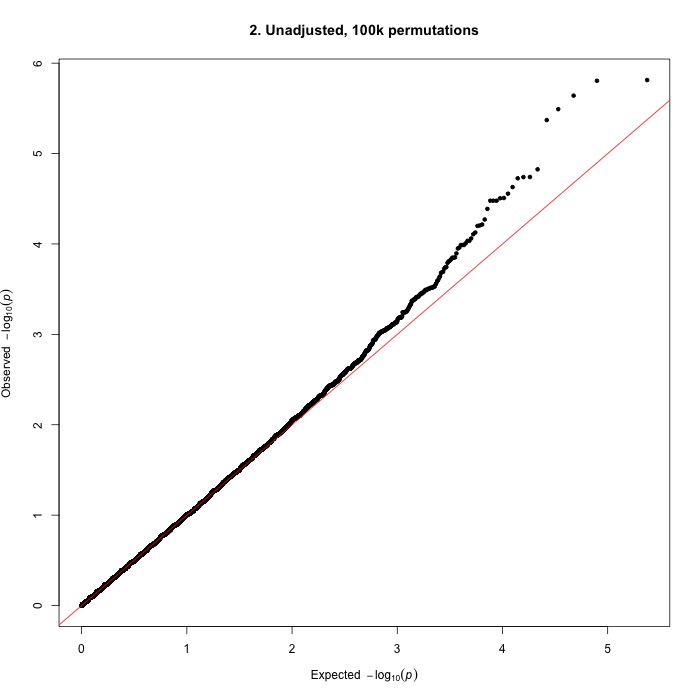 2. Unadjusted, 100k permutations
6
5
4
3
2
1
0
Observed −log10(p)
0 1 2 3 4 5
Expected −log10(p)